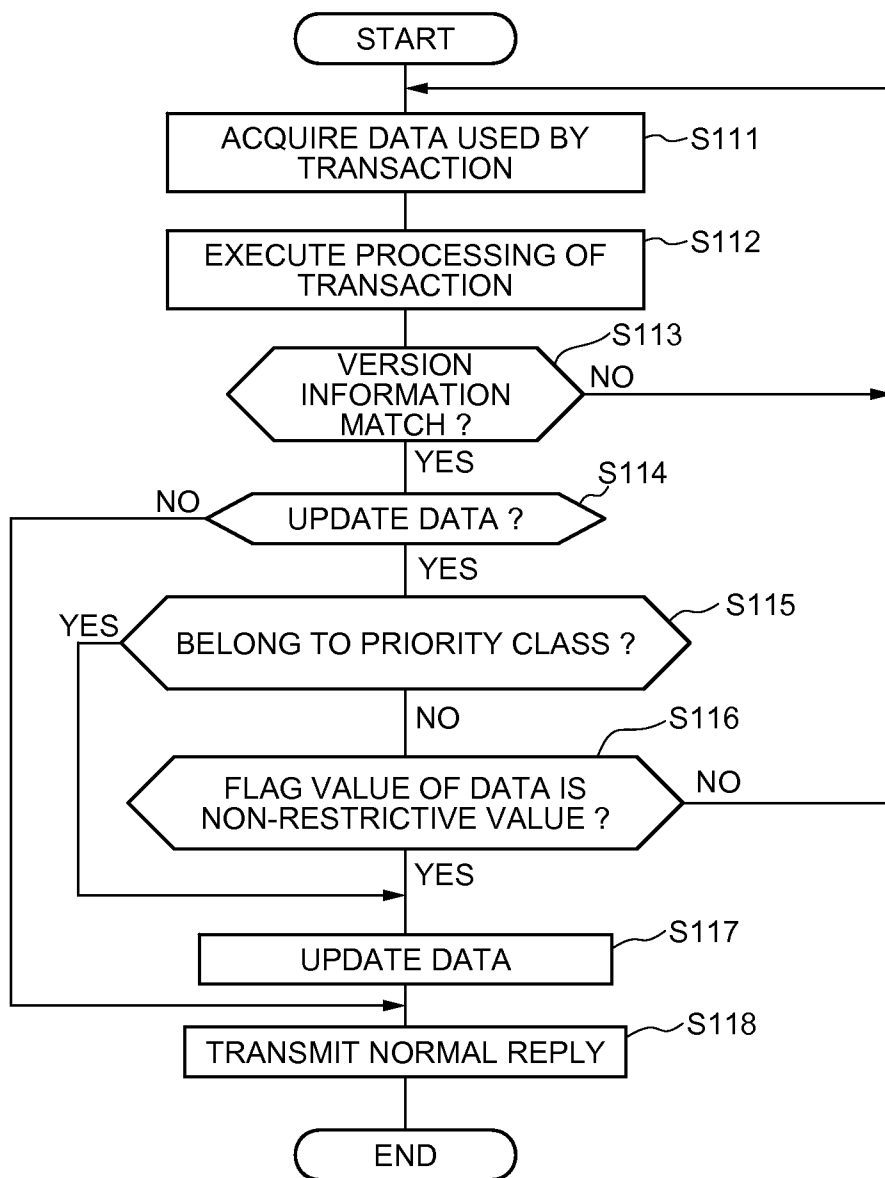 START
ACQUIRE DATA USED BY
TRANSACTION
S111
EXECUTE PROCESSING OF
TRANSACTION
S112
VERSION
INFORMATION
MATCH ?
S113
NO
YES
S114
NO
UPDATE DATA ?
YES
S115
YES
BELONG TO PRIORITY CLASS ?
NO
S116
FLAG VALUE OF DATA IS
NON-RESTRICTIVE VALUE ?
NO
YES
S117
UPDATE DATA
S118
TRANSMIT NORMAL REPLY
END